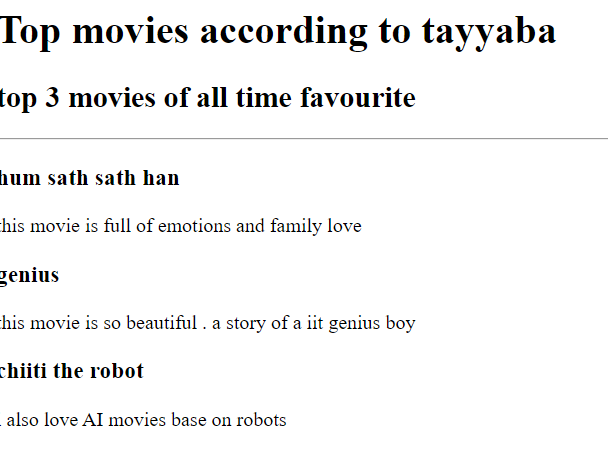 Top movies according to tayyaba
top 3 movies of all time favourite
hum sath sath han
this movie is full of emotions and family love
genius
this movie is so beautiful . a story of a iit genius boy
chiiti the robot
also love AI movies base on robots